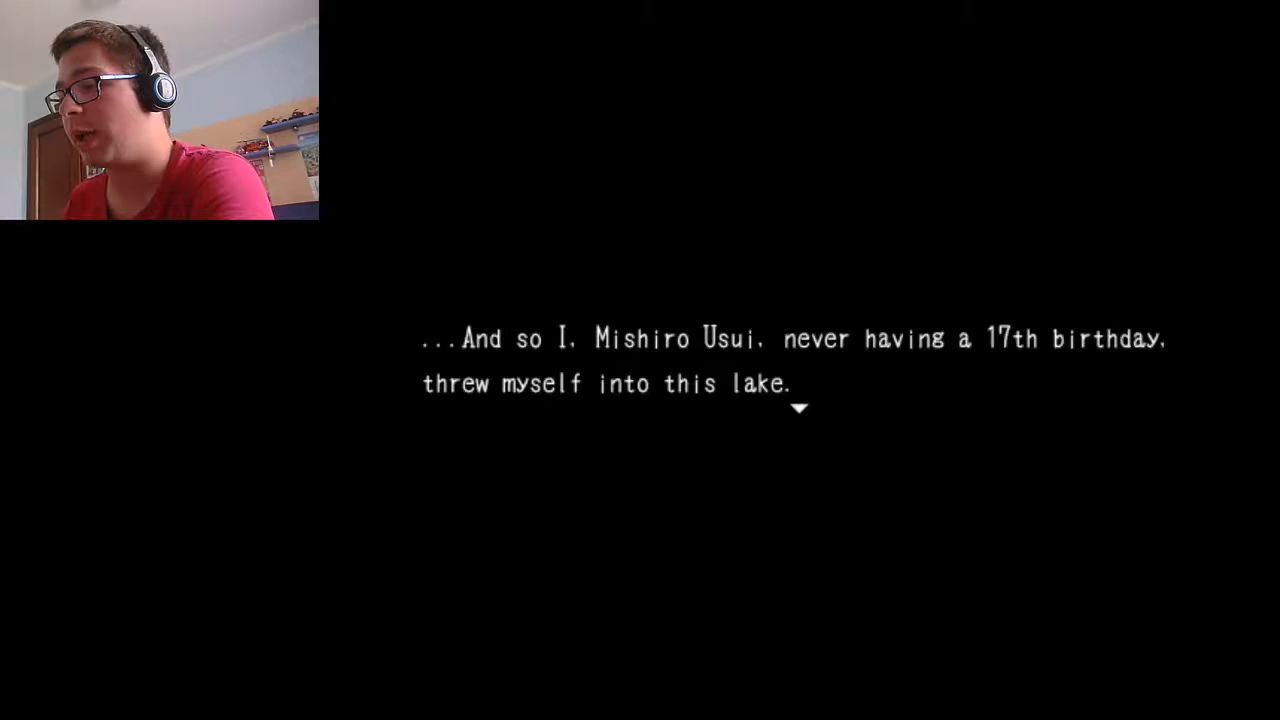 ...And so I, Mishiro Usui, never having a 17th birthday,
threw myself into this lake.